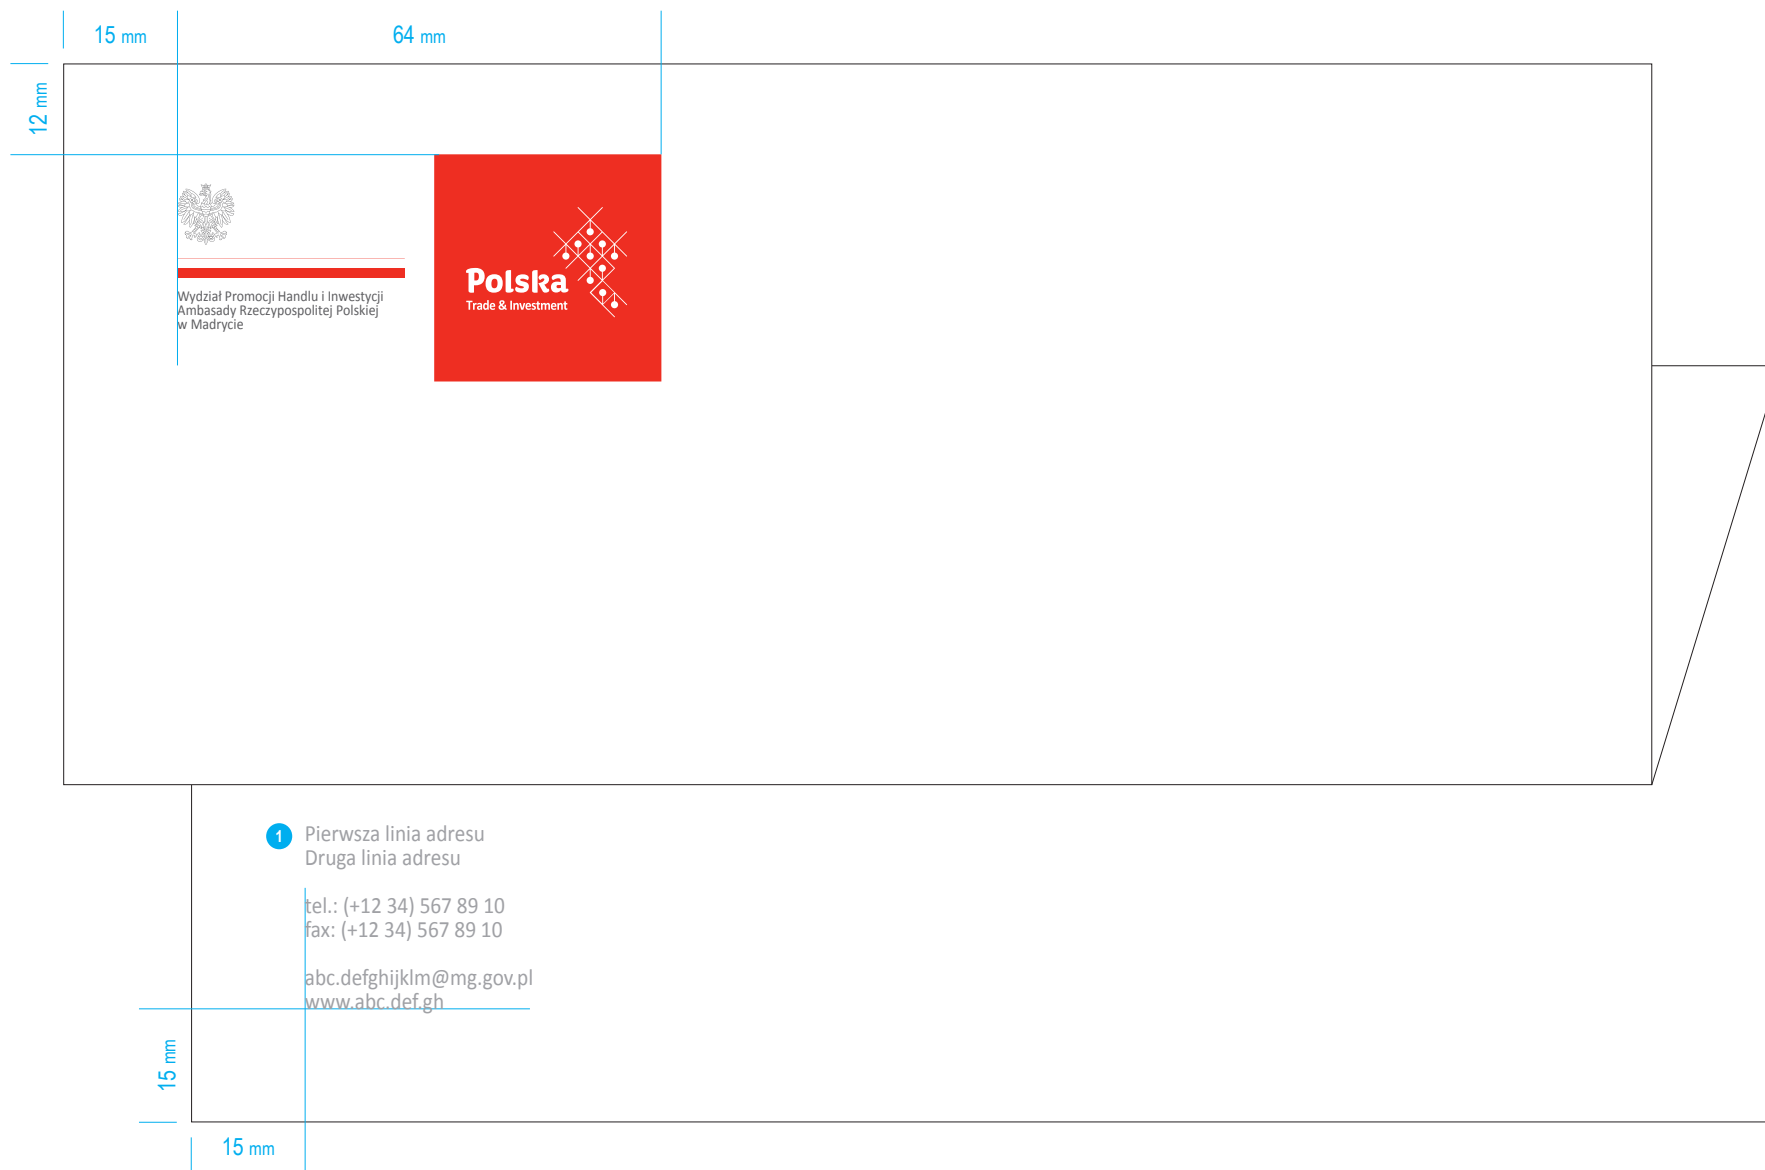 15 mm
64 mm
12 mm
Wydział Promocji Handlu i Inwestycji
Ambasady Rzeczypospolitej Polskiej
w Madrycie
Polska
Trade & Investment
1
Pierwsza linia adresu
Druga linia adresu
tel.: (+12 34) 567 89 10
fax: (+12 34) 567 89 10
abc.defghijklm@mg.gov.pl
www.abc.def.gh
15 mm
15 mm